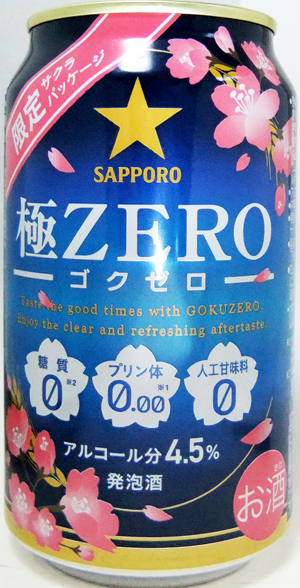 限定
サクラ
パッケージ
SAPPORO
極ZERO
ゴクゼロ
Taste the good times with GOKUZERO.
Enjoy the clear and refreshing aftertaste.
糖質
0※2
プリン体
0.00※1
人工甘味料
0
アルコール分4.5%
発泡酒
お酒